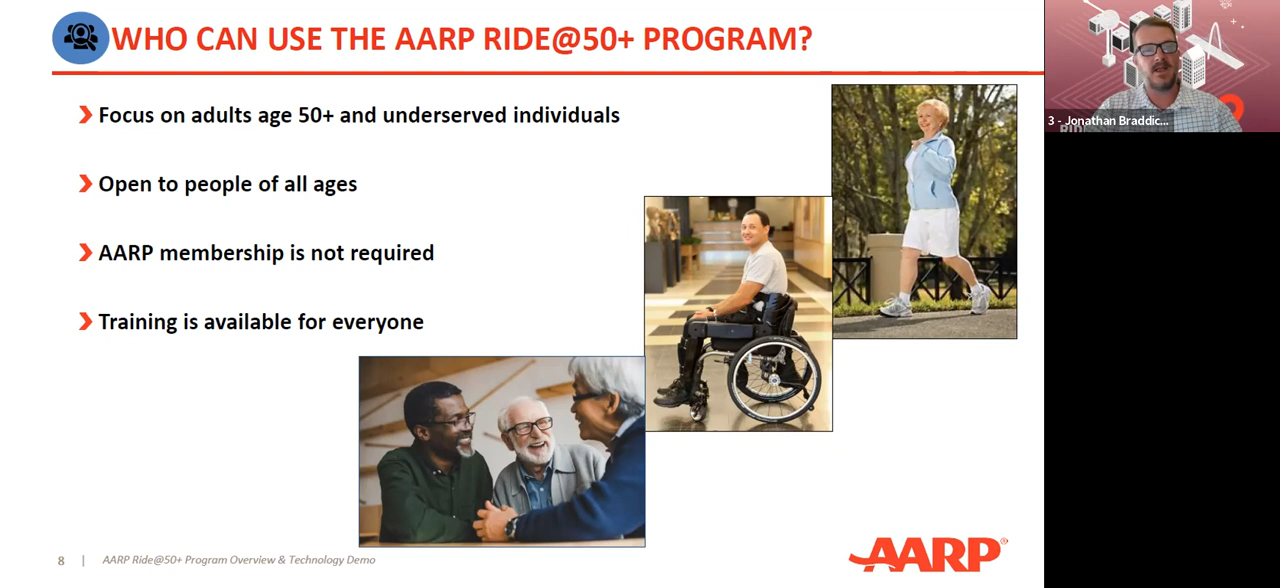 WHO CAN USE THE AARP RIDE@50+ PROGRAM?
Focus on adults age 50+ and underserved individuals
Open to people of all ages
AARP membership is not required
Training is available for everyone
8 | AARP Ride@50+ Program Overview & Technology Demo
AARP®
3 - Jonathan Braddic...